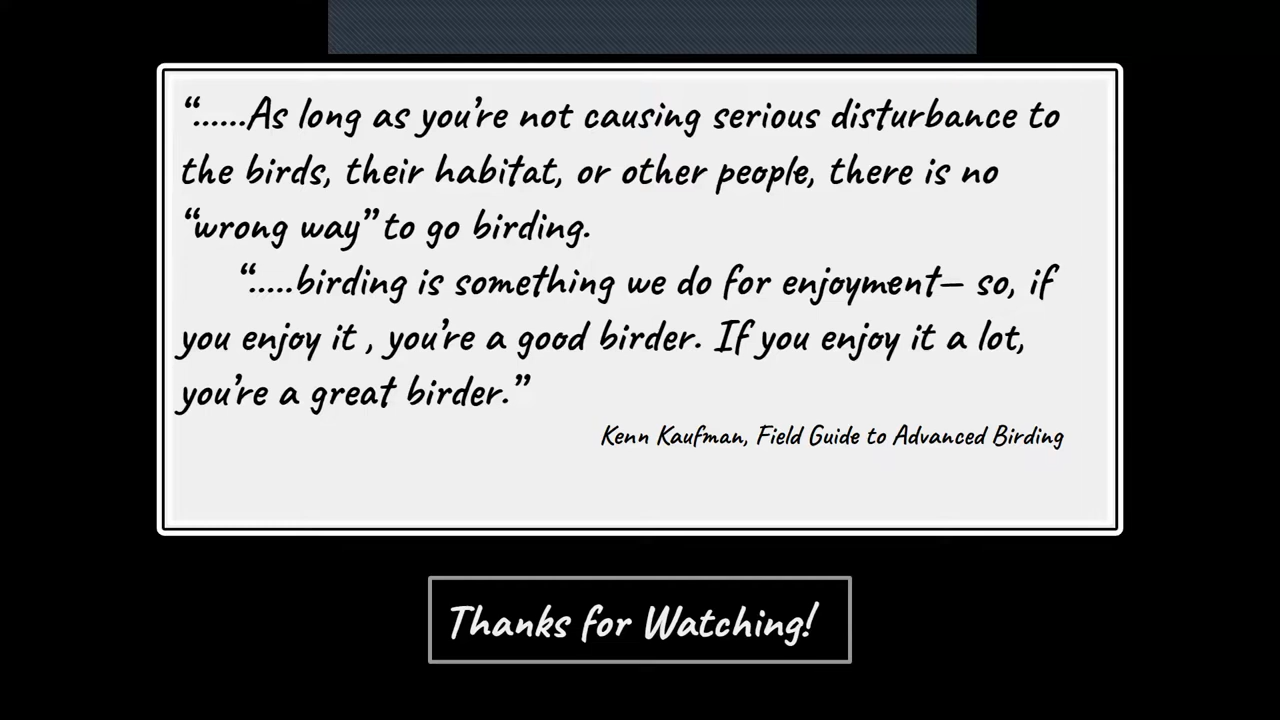 “......As long as you’re not causing serious disturbance to
the birds, their habitat, or other people, there is no
“wrong way” to go birding.
“.....birding is something we do for enjoyment— so, if
you enjoy it , you’re a good birder. If you enjoy it a lot,
you’re a great birder.”
Kenn Kaufman, Field Guide to Advanced Birding
Thanks for Watching!